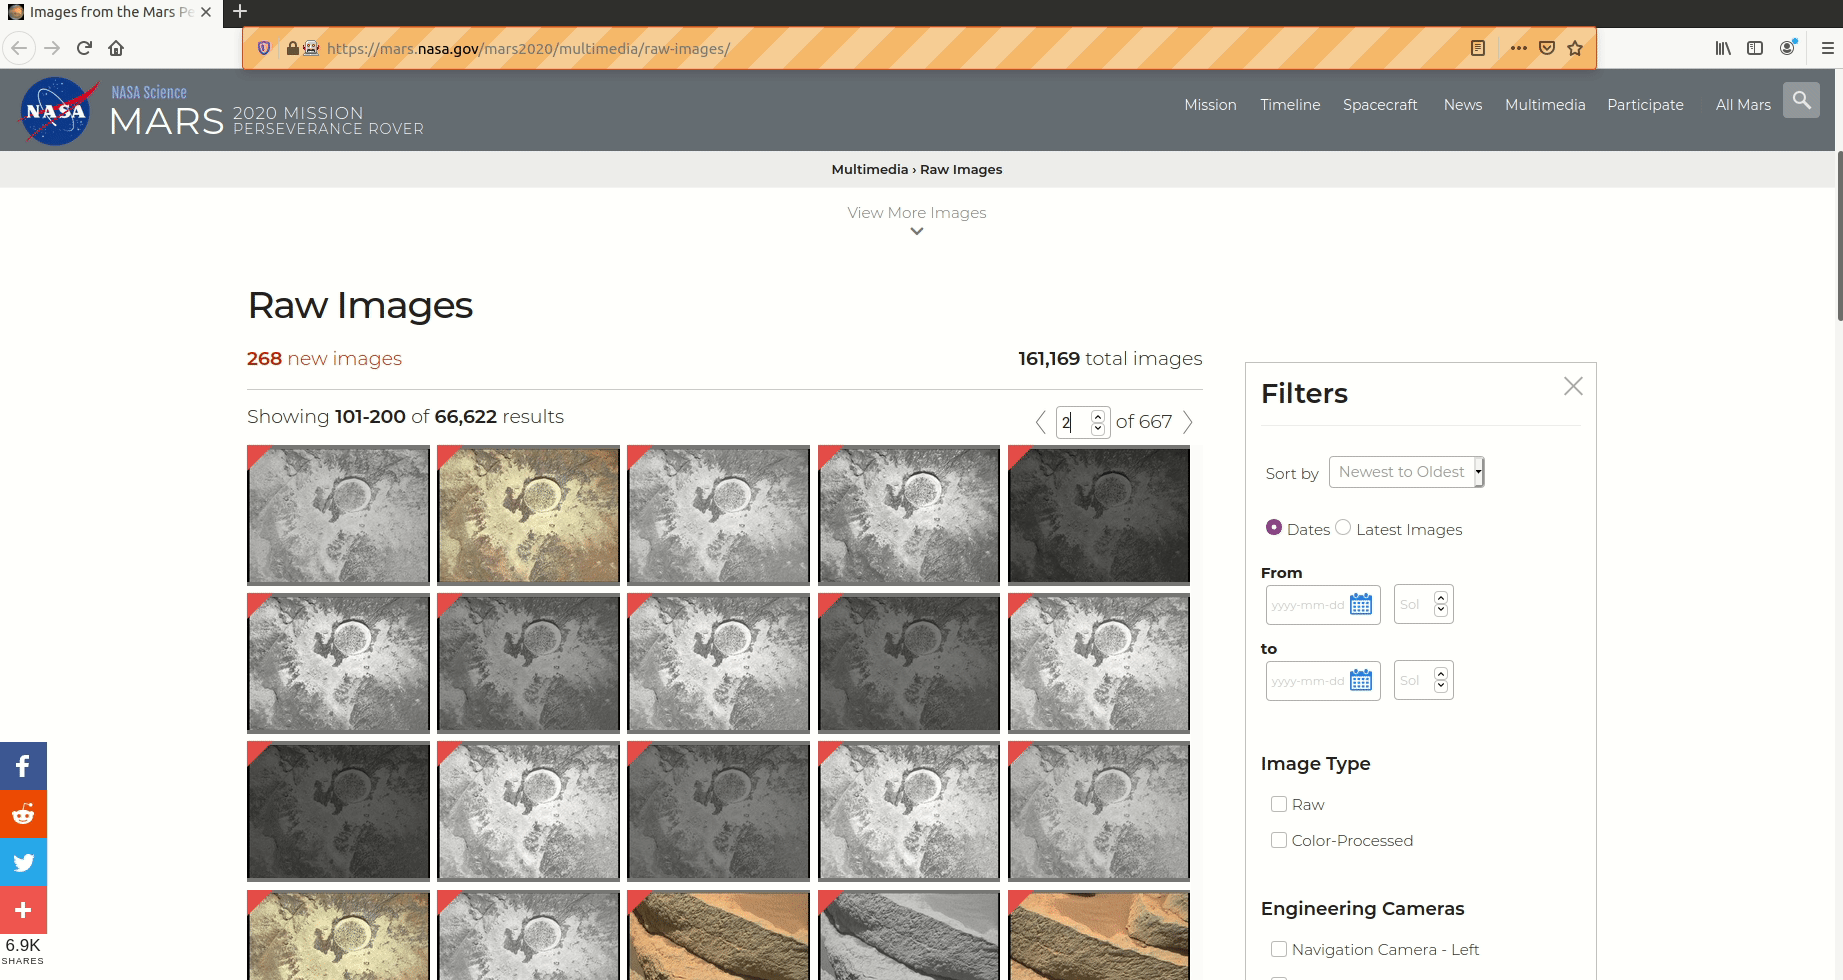 Images from the Mars Pe
https://mars.nasa.gov/mars2020/multimedia/raw-images/
NASA
NASA Science
MARS
2020 MISSION
PERSEVERANCE ROVER
Mission
Timeline
Spacecraft
News
Multimedia
Participate
All Mars
Multimedia › Raw Images
View More Images
Raw Images
268 new images
161,169 total images
Showing 101-200 of 66,622 results
2 of 667
Filters
Sort by Newest to Oldest
Dates Latest Images
From
yyyy-mm-dd Sol
to
yyyy-mm-dd Sol
Image Type
Raw
Color-Processed
Engineering Cameras
Navigation Camera - Left
6.9K
SHARES